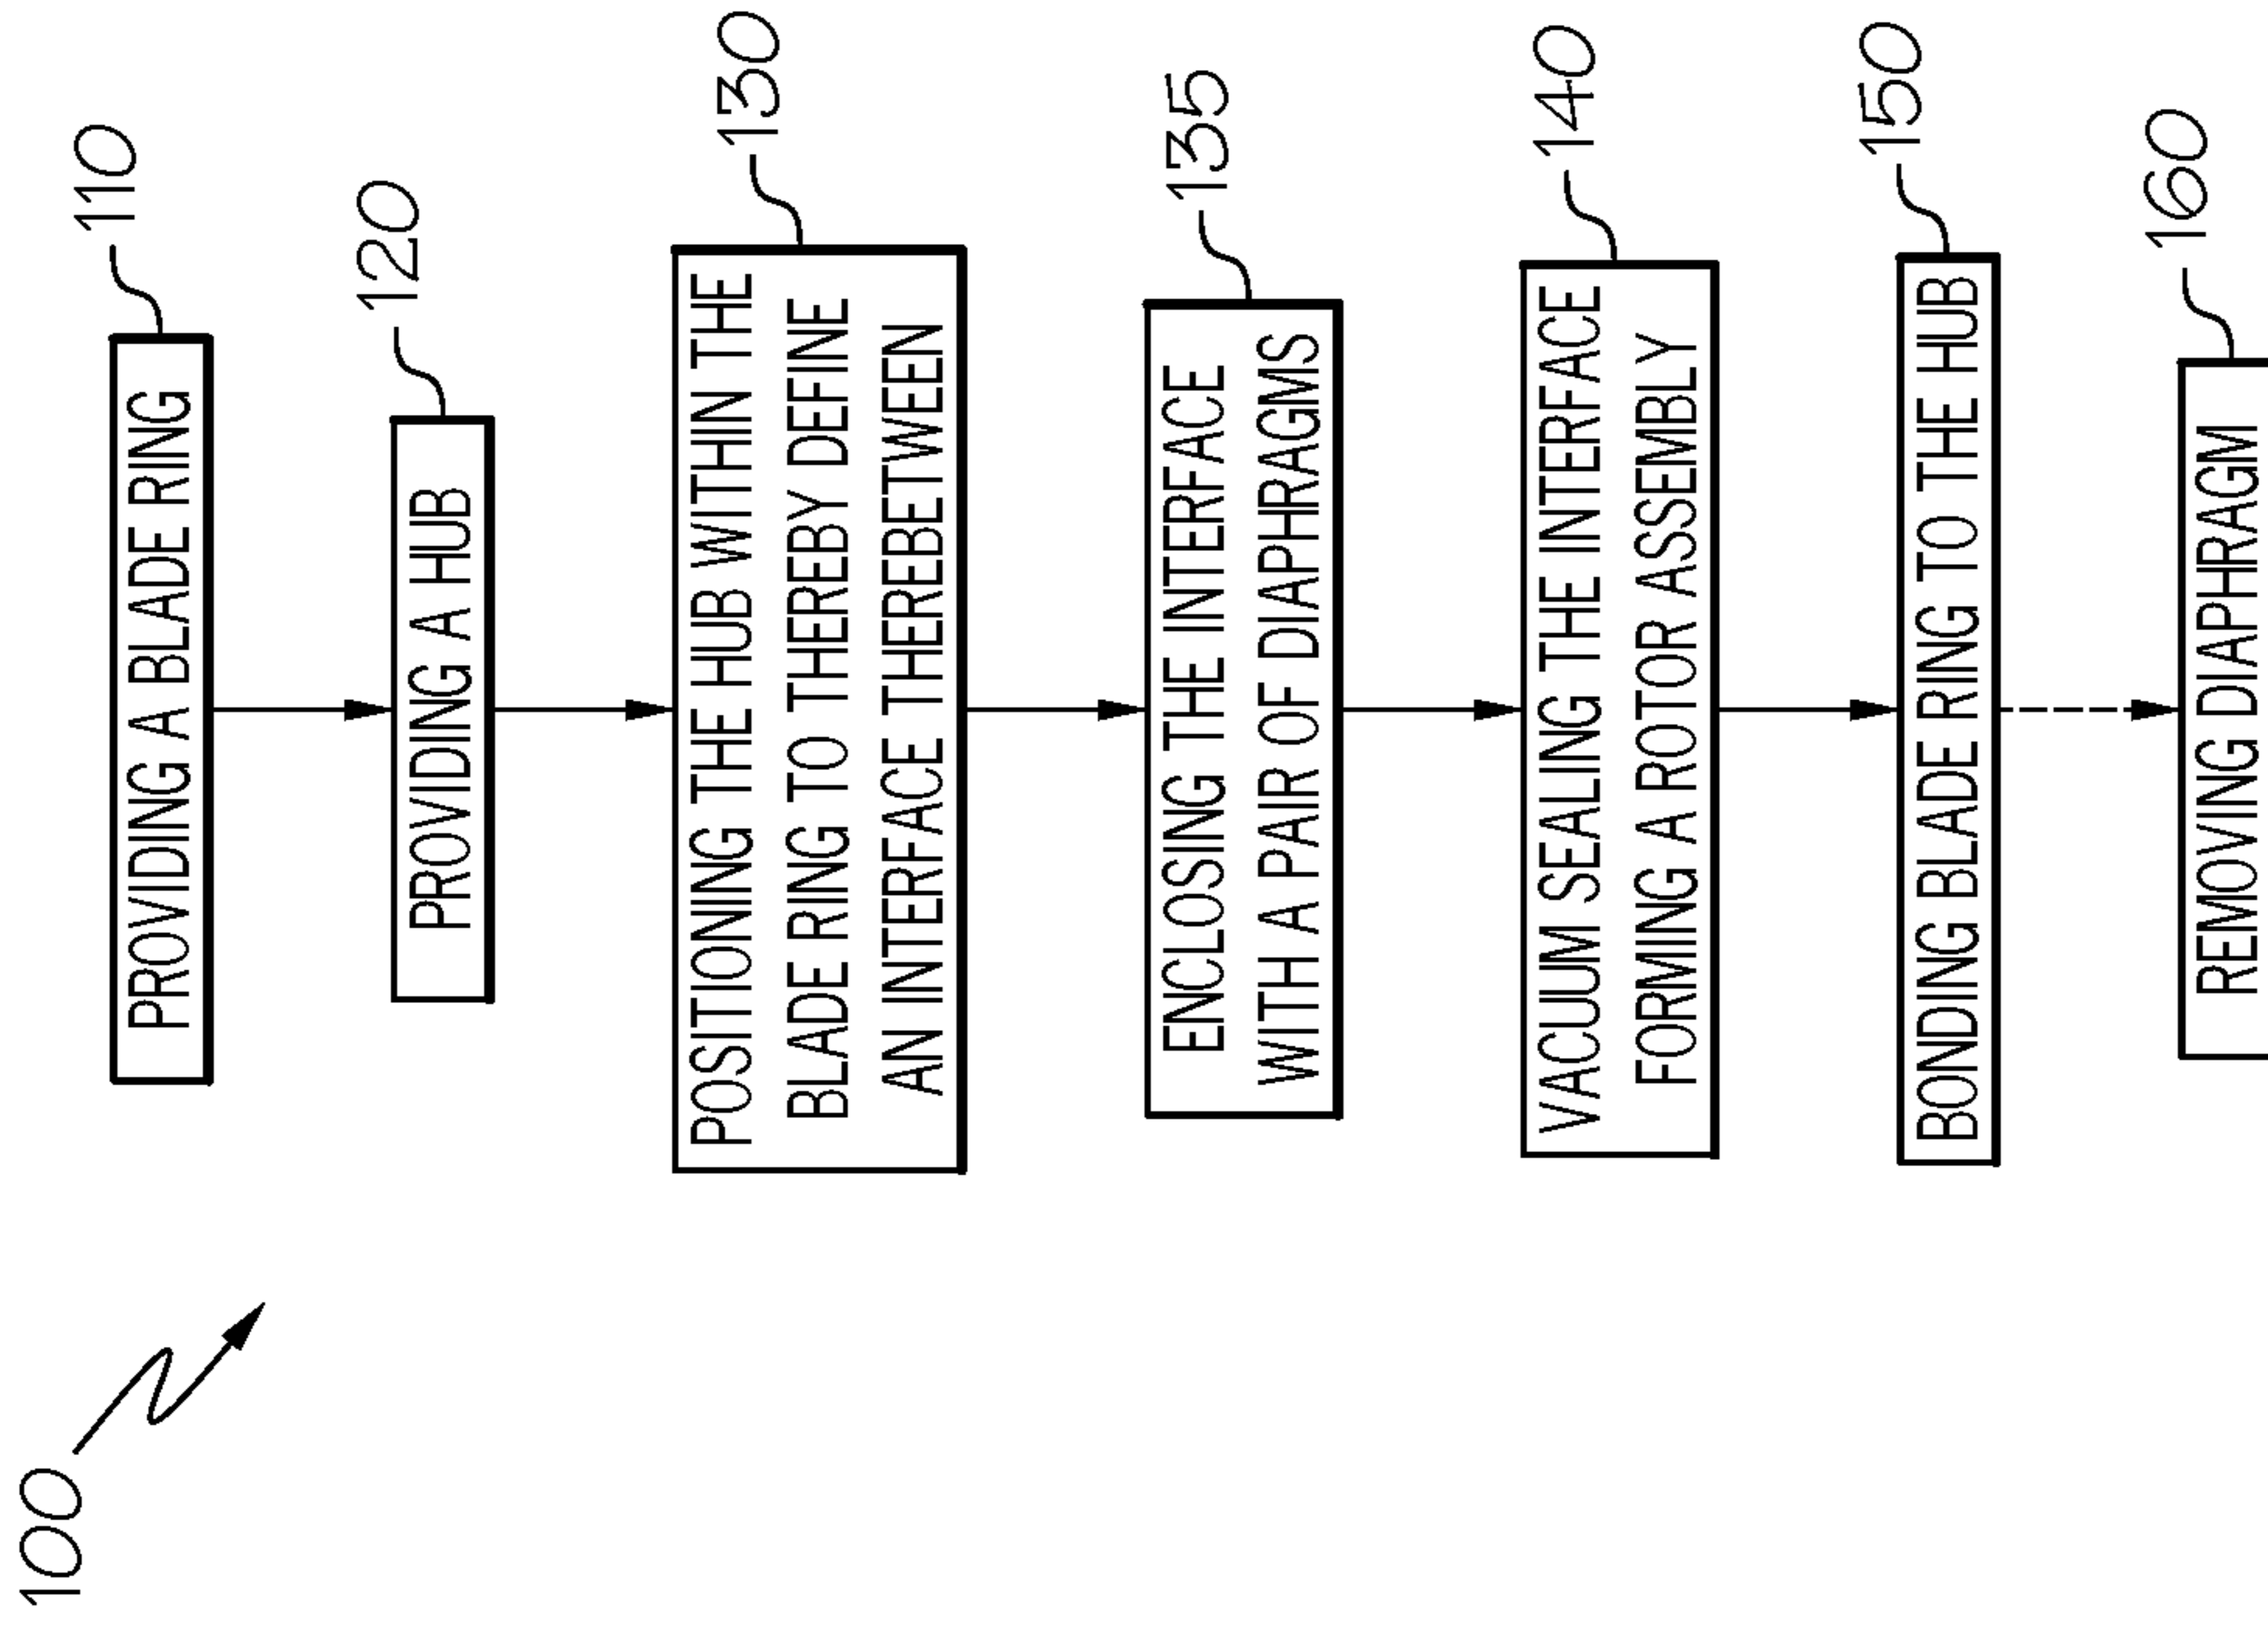 100
110
PROVIDING A BLADE RING
120
PROVIDING A HUB
130
POSITIONING THE HUB WITHIN THE
BLADE RING TO THEREBY DEFINE
AN INTERFACE THEREBETWEEN
135
ENCLOSING THE INTERFACE
WITH A PAIR OF DIAPHRAGMS
140
VACUUM SEALING THE INTERFACE
FORMING A ROTOR ASSEMBLY
150
BONDING BLADE RING TO THE HUB
160
REMOVING DIAPHRAGM